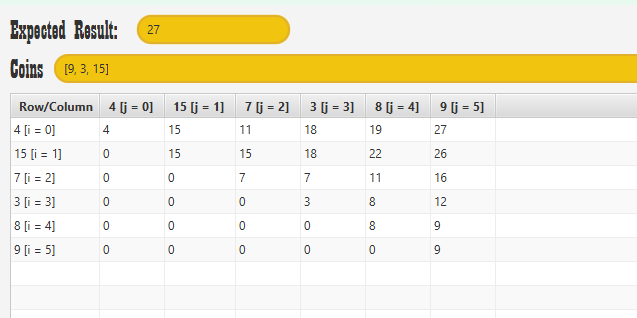 Expected Result: 27
Coins [9, 3, 15]
Row/Column 4 [j = 0] 15 [j = 1] 7 [j = 2] 3 [j = 3] 8 [j = 4] 9 [j = 5]
4 [i = 0] 4 15 11 18 19 27
15 [i = 1] 0 15 15 18 22 26
7 [i = 2] 0 0 7 7 11 16
3 [i = 3] 0 0 0 3 8 12
8 [i = 4] 0 0 0 0 8 9
9 [i = 5] 0 0 0 0 0 9